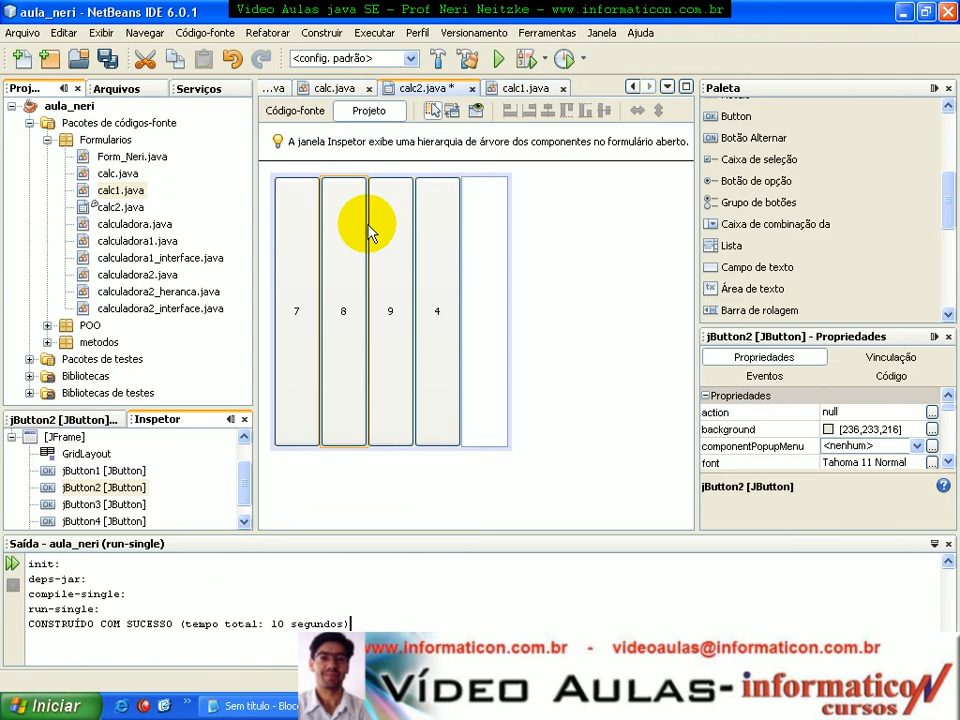 Video Aulas java SE - Prof Neri Neitzke - www.informaticon.com.br
aula_neri - NetBeans IDE 6.0.1
Arquivo Editar Exibir Navegar Código-fonte Refatorar Construir Executar Perfil Versionamento Ferramentas Janela Ajuda
<config. padrão>
Proj... Arquivos Serviços
aula_neri
Pacotes de códigos-fonte
Formularios
Form_Neri.java
calc.java
calc1.java
calc2.java
calculadora.java
calculadora1.java
calculadora1_interface.java
calculadora2.java
calculadora2_heranca.java
calculadora2_interface.java
POO
metodos
Pacotes de testes
Bibliotecas
Bibliotecas de testes
jButton2 [JButton]... Inspetor
[JFrame]
GridLayout
jButton1 [JButton]
jButton2 [JButton]
jButton3 [JButton]
jButton4 [JButton]
...va calc.java calc2.java * calc1.java
Código-fonte Projeto
A janela Inspetor exibe uma hierarquia de árvore dos componentes no formulário aberto.
7 8 9 4
Paleta
Button
Botão Alternar
Caixa de seleção
Botão de opção
Grupo de botões
Caixa de combinação da
Lista
Campo de texto
Área de texto
Barra de rolagem
jButton2 [JButton] - Propriedades
Propriedades Vinculação
Eventos Código
Propriedades
action null
background [236,233,216]
componentPopupMenu <nenhum>
font Tahoma 11 Normal
jButton2 [JButton]
Saída - aula_neri (run-single)
init:
deps-jar:
compile-single:
run-single:
CONSTRUÍDO COM SUCESSO (tempo total: 10 segundos)
www.informaticon.com.br - videoaulas@informaticon.com.br
VÍDEO AULAS-informaticon
cursos
Iniciar
Sem título - Bloc